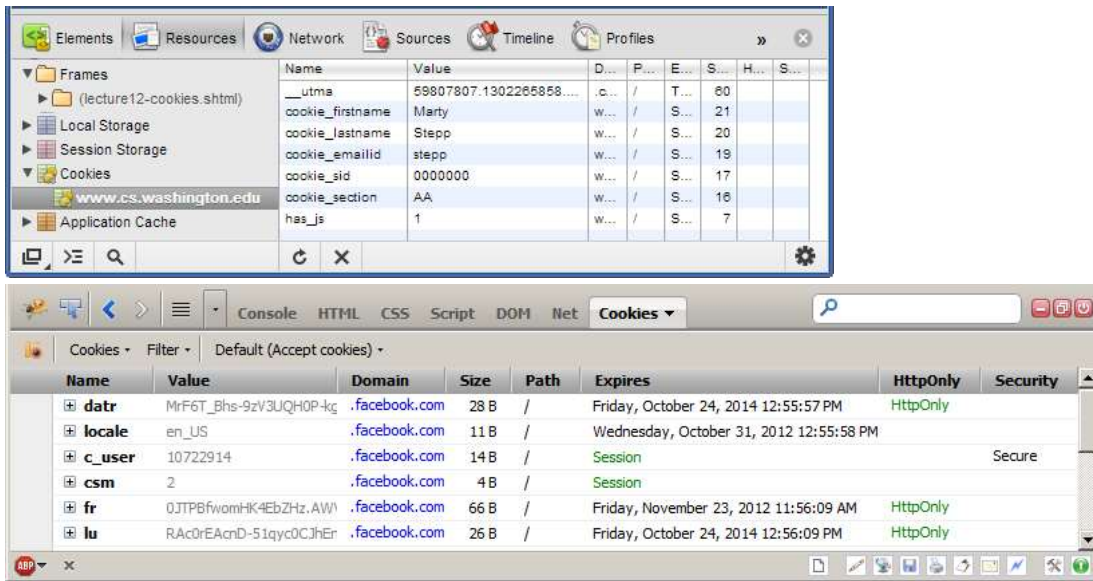 Elements Resources Network Sources Timeline Profiles »
Frames
(lecture12-cookies.shtml)
Local Storage
Session Storage
Cookies
www.cs.washington.edu
Application Cache
Name Value D... P... E... S... H... S...
__utma 59807807.1302265858.... .c... / T... 60
cookie_firstname Marty w... / S... 21
cookie_lastname Stepp w... / S... 20
cookie_emailid stepp w... / S... 19
cookie_sid 0000000 w... / S... 17
cookie_section AA w... / S... 16
has_js 1 w... / S... 7
Console HTML CSS Script DOM Net Cookies
Cookies Filter Default (Accept cookies)
Name Value Domain Size Path Expires HttpOnly Security
datr MrF6T_Bhs-9zV3UQH0P-kg .facebook.com 28 B / Friday, October 24, 2014 12:55:57 PM HttpOnly
locale en_US .facebook.com 11 B / Wednesday, October 31, 2012 12:55:58 PM
c_user 10722914 .facebook.com 14 B / Session Secure
csm 2 .facebook.com 4 B / Session
fr 0JTPBfwomHK4EbZHz.AW .facebook.com 66 B / Friday, November 23, 2012 11:56:09 AM HttpOnly
lu RAc0rEAcnD-51qyc0CJhEr .facebook.com 26 B / Friday, October 24, 2014 12:56:09 PM HttpOnly
ABP